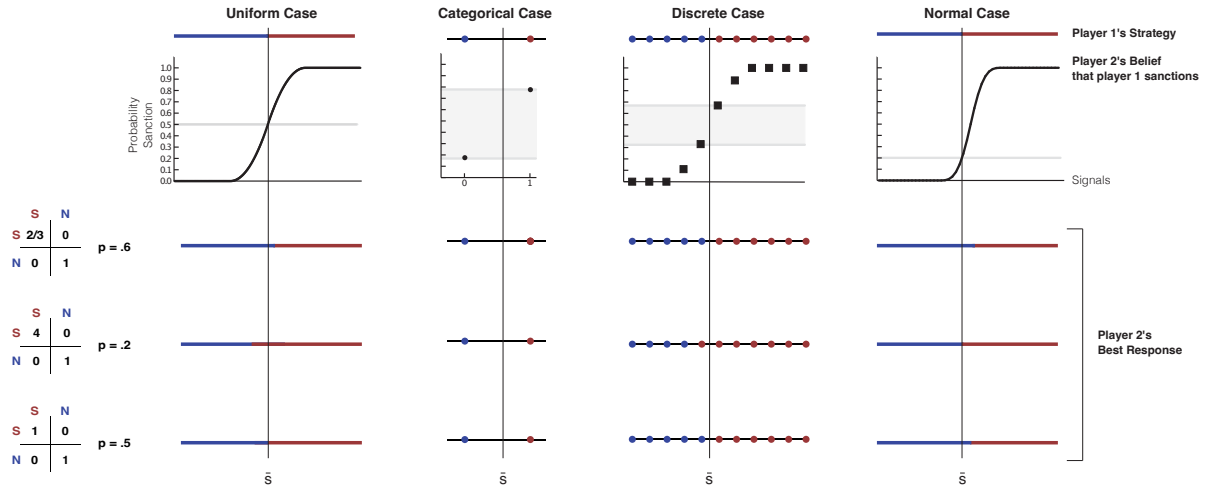 Uniform Case
Categorical Case
Discrete Case
Normal Case
Player 1's Strategy
Player 2's Belief
that player 1 sanctions
Probability
Sanction
1.0
0.9
0.8
0.7
0.6
0.5
0.4
0.3
0.2
0.1
0.0
0 1
Signals
S N
S 2/3 0
N 0 1
p = .6
S N
S 4 0
N 0 1
p = .2
S N
S 1 0
N 0 1
p = .5
Player 2's
Best Response
s̄ s̄ s̄ s̄